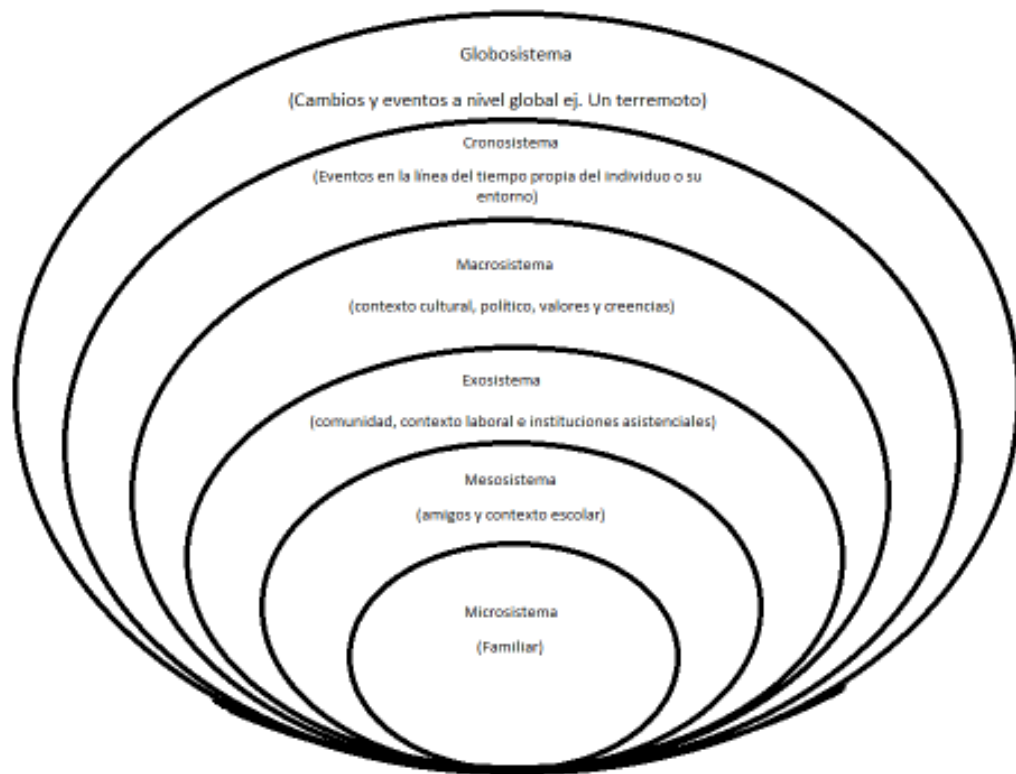 Globosistema
(Cambios y eventos a nivel global ej. Un terremoto)
Cronosistema
(Eventos en la línea del tiempo propia del individuo o su
entorno)
Macrosistema
(contexto cultural, político, valores y creencias)
Exosistema
(comunidad, contexto laboral e instituciones asistenciales)
Mesosistema
(amigos y contexto escolar)
Microsistema
(Familiar)